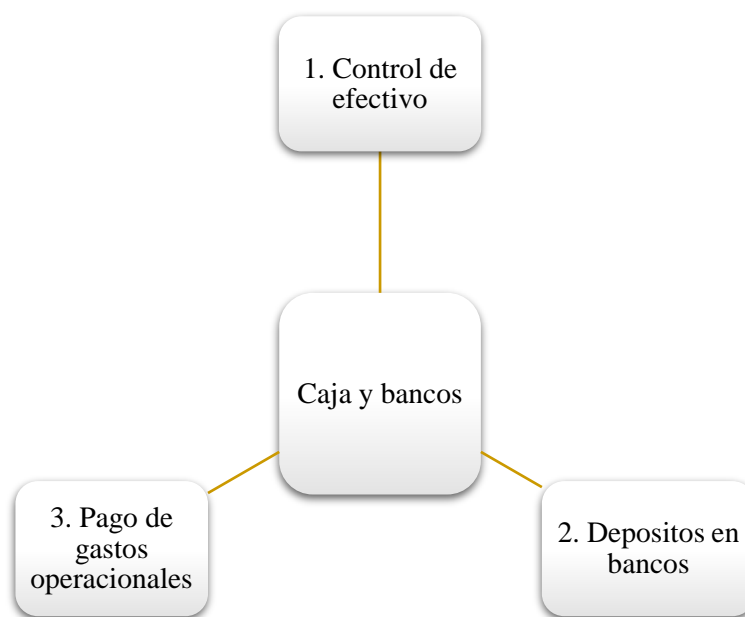 1. Control de
efectivo
Caja y bancos
3. Pago de
gastos
operacionales
2. Depositos en
bancos